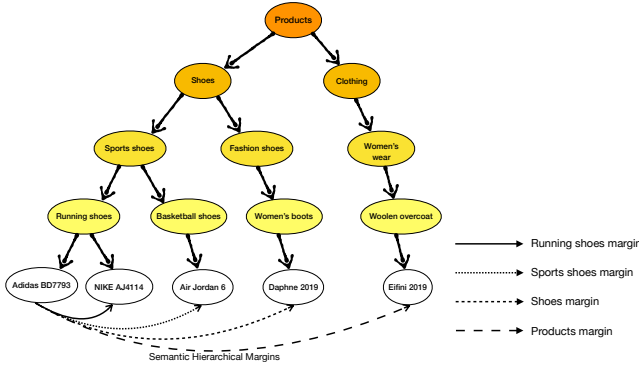 Products
Shoes
Clothing
Sports shoes
Fashion shoes
Women's
wear
Running shoes
Basketball shoes
Women's boots
Woolen overcoat
Adidas BD7793
NIKE AJ4114
Air Jordan 6
Daphne 2019
Eifini 2019
Running shoes margin
Sports shoes margin
Shoes margin
Products margin
Semantic Hierarchical Margins